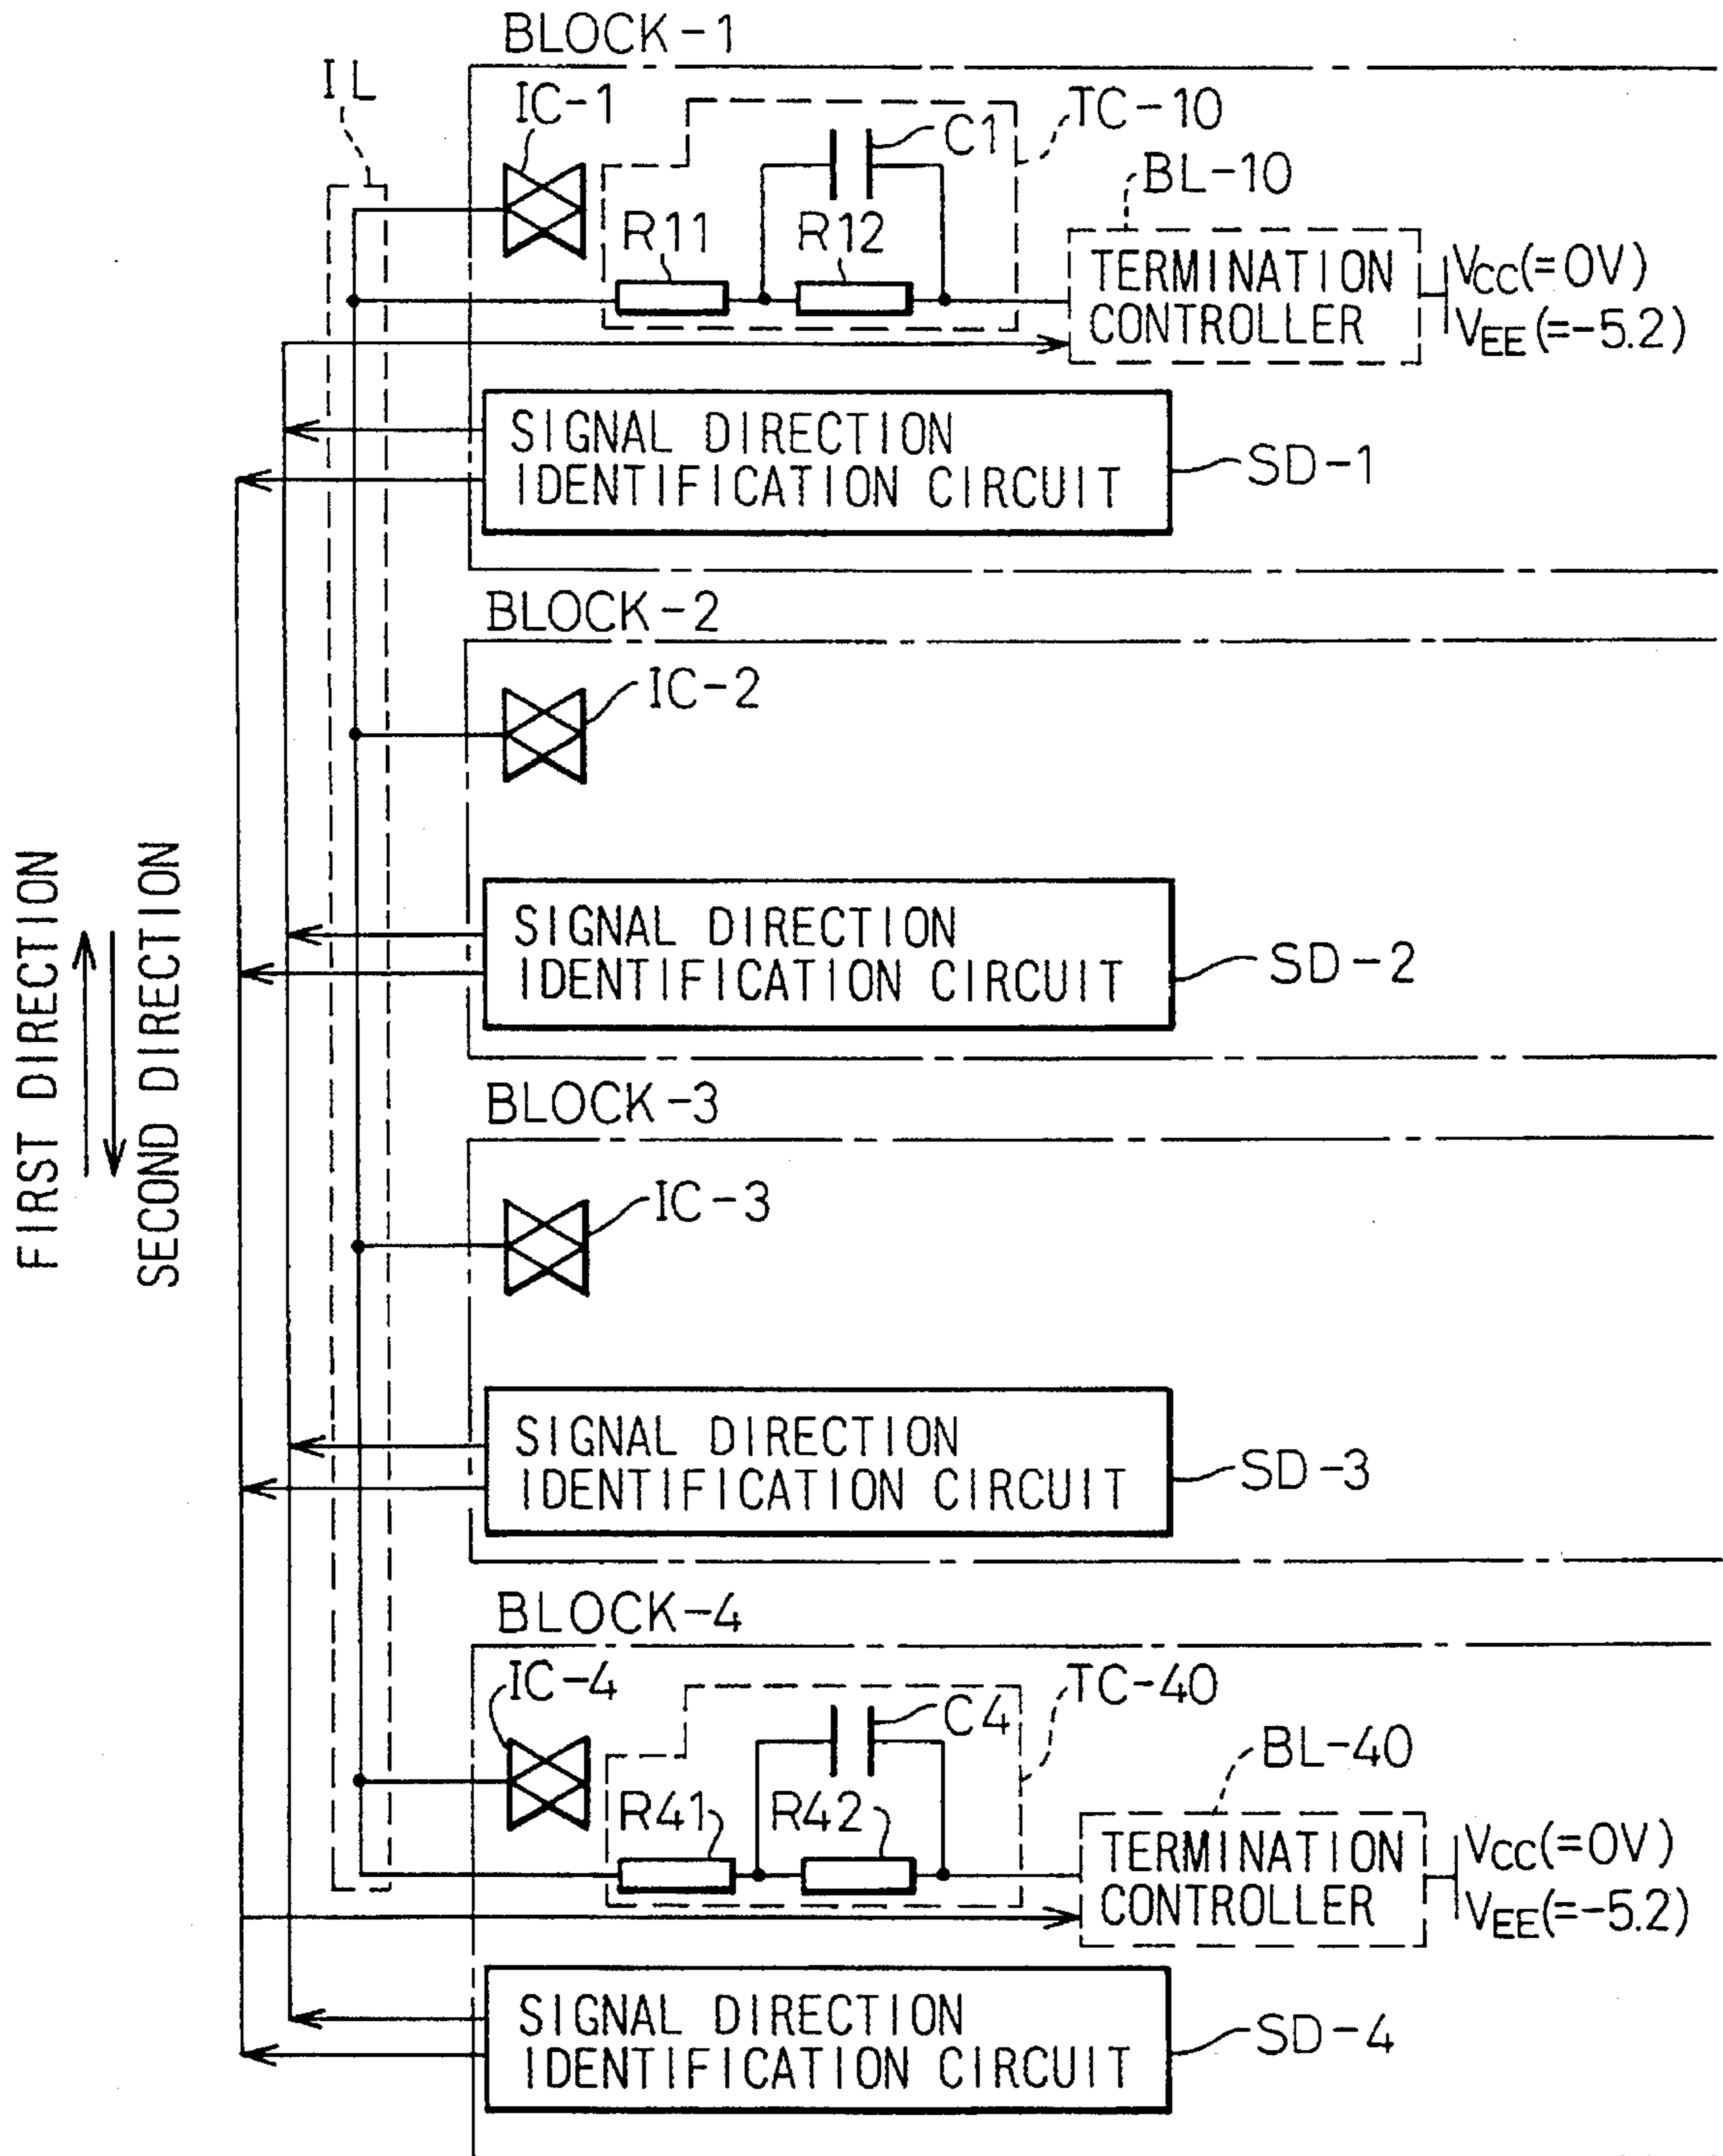 BLOCK-1
IL
IC-1
C1
TC-10
BL-10
R11
R12
TERMINATION
CONTROLLER
VCC(=0V)
VEE(=-5.2)
SIGNAL DIRECTION
IDENTIFICATION CIRCUIT
SD-1
BLOCK-2
IC-2
SIGNAL DIRECTION
IDENTIFICATION CIRCUIT
SD-2
FIRST DIRECTION
SECOND DIRECTION
BLOCK-3
IC-3
SIGNAL DIRECTION
IDENTIFICATION CIRCUIT
SD-3
BLOCK-4
IC-4
C4
TC-40
BL-40
R41
R42
TERMINATION
CONTROLLER
VCC(=0V)
VEE(=-5.2)
SIGNAL DIRECTION
IDENTIFICATION CIRCUIT
SD-4